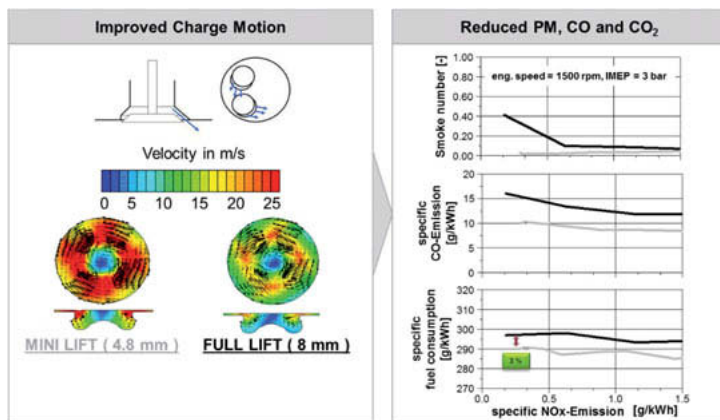 Improved Charge Motion
Velocity in m/s
0 5 10 15 20 25
MINI LIFT ( 4.8 mm )
FULL LIFT ( 8 mm )
Reduced PM, CO and CO₂
Smoke number [-]
1.00
0.80
0.60
0.40
0.20
0.00
eng. speed = 1500 rpm, IMEP = 3 bar
specific
CO-Emission
[g/kWh]
20
15
10
5
0
specific
fuel consumption
[g/kWh]
320
310
300
290
280
270
3 %
0.0 0.5 1.0 1.5
specific NOx-Emission [g/kWh]